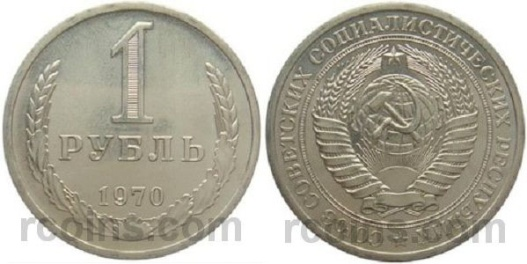 1
РУБЛЬ
1970
СОЮЗ СОВЕТСКИХ СОЦИАЛИСТИЧЕСКИХ РЕСПУБЛИК
rcoins.com rcoins.com